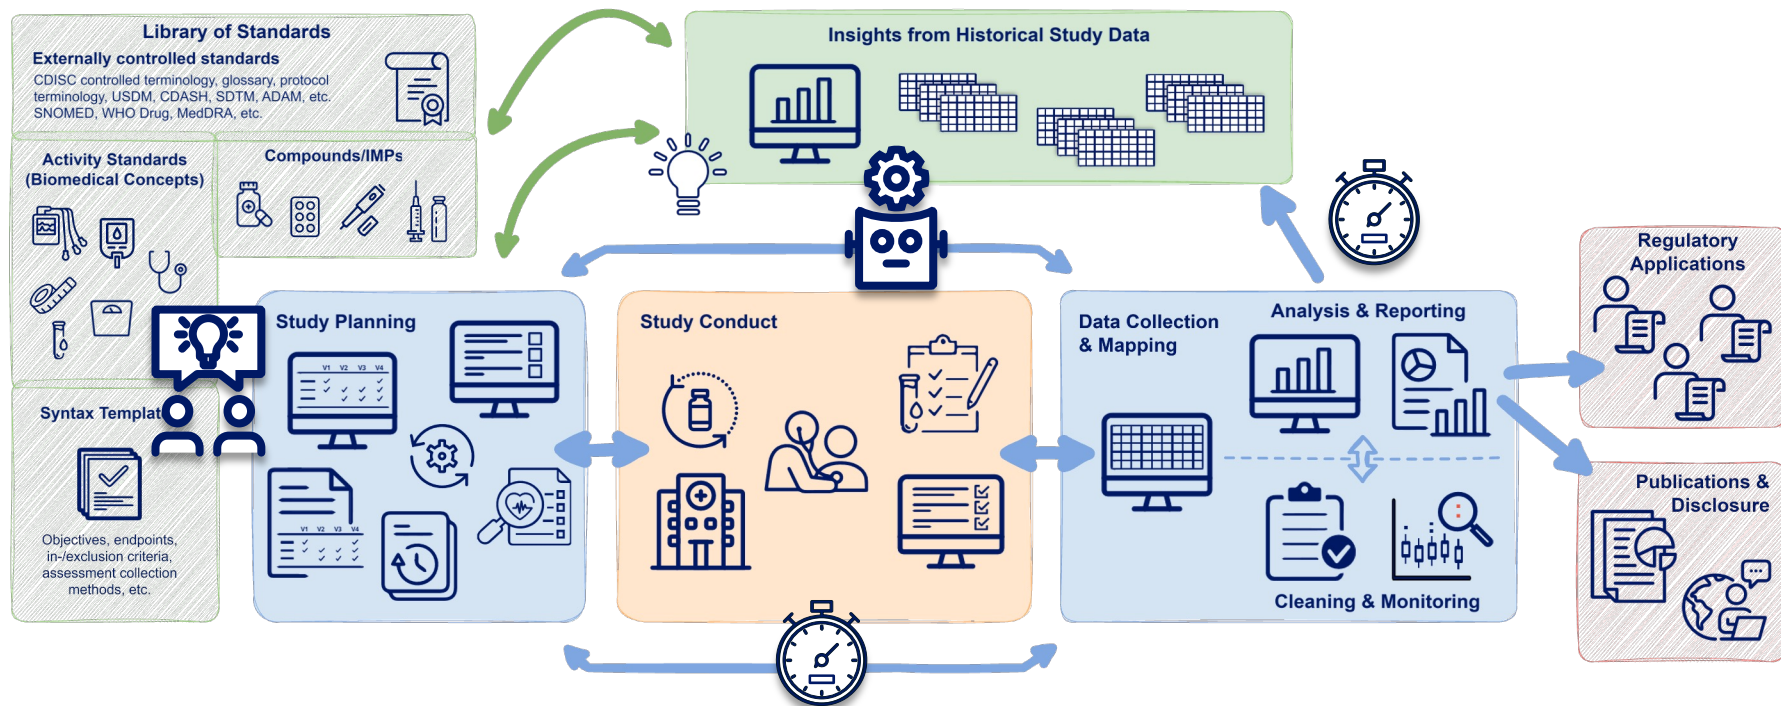 Library of Standards
Externally controlled standards
CDISC controlled terminology, glossary, protocol
terminology, USDM, CDASH, SDTM, ADAM, etc.
SNOMED, WHO Drug, MedDRA, etc.
Activity Standards
(Biomedical Concepts)
Compounds/IMPs
Syntax Templat
Objectives, endpoints,
in-/exclusion criteria,
assessment collection
methods, etc.
Insights from Historical Study Data
Study Planning
V1 V2 V3 V4
V1 V2 V3 V4
Study Conduct
Data Collection
& Mapping
Analysis & Reporting
Cleaning & Monitoring
Regulatory
Applications
Publications &
Disclosure